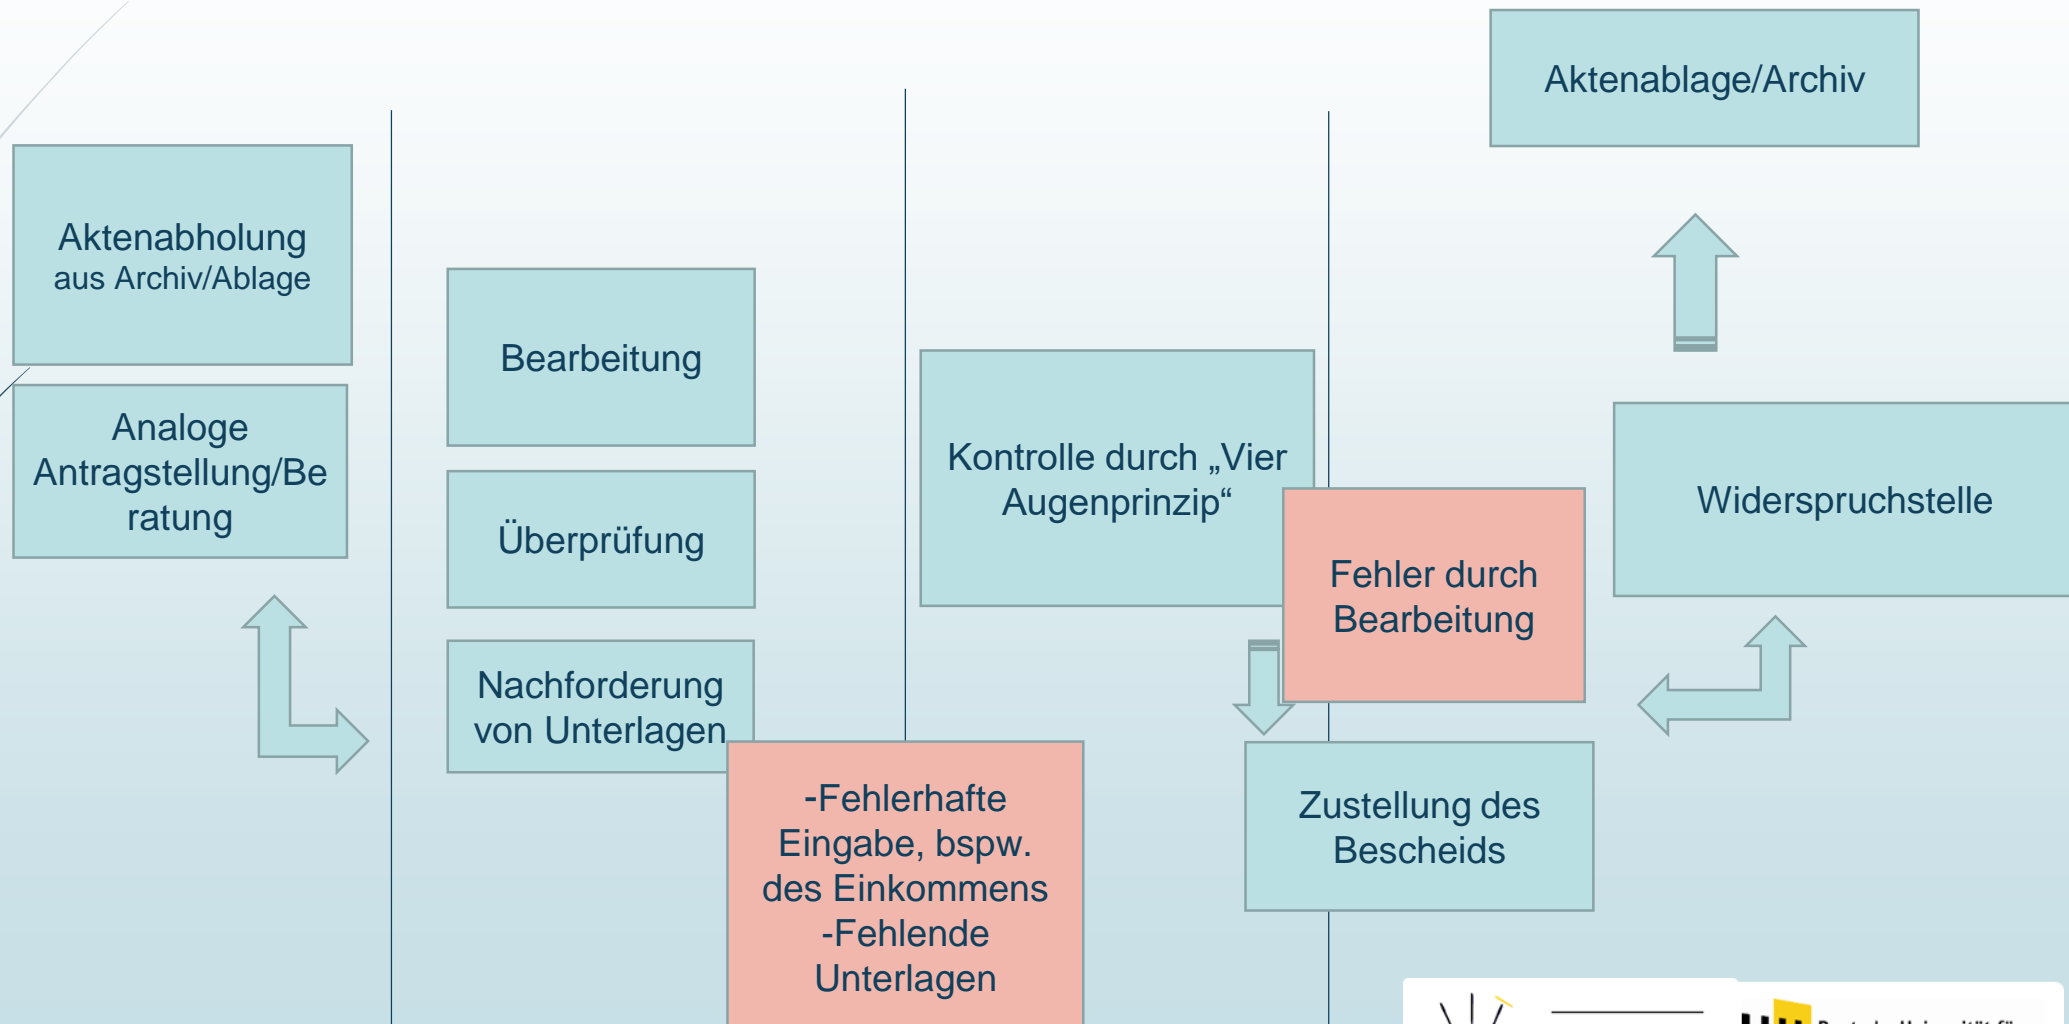 Aktenablage/Archiv
Aktenabholung
aus Archiv/Ablage
Analoge
Antragstellung/Be
ratung
Bearbeitung
Überprüfung
Nachforderung
von Unterlagen
-Fehlerhafte
Eingabe, bspw.
des Einkommens
-Fehlende
Unterlagen
Kontrolle durch „Vier
Augenprinzip“
Fehler durch
Bearbeitung
Zustellung des
Bescheids
Widerspruchstelle